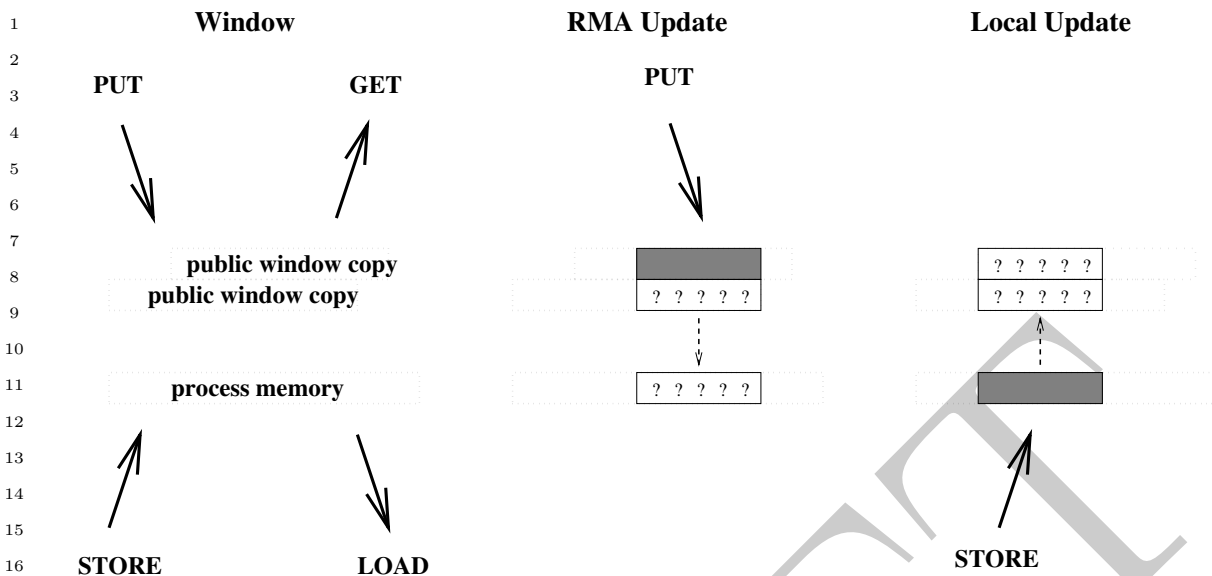 1 Window RMA Update Local Update
2
PUT GET PUT
3
4
5
6
7
public window copy ? ? ? ? ?
8
public window copy ? ? ? ? ? ? ? ? ? ?
9
10
11 process memory ? ? ? ? ?
12
13
14
15
16 STORE LOAD STORE